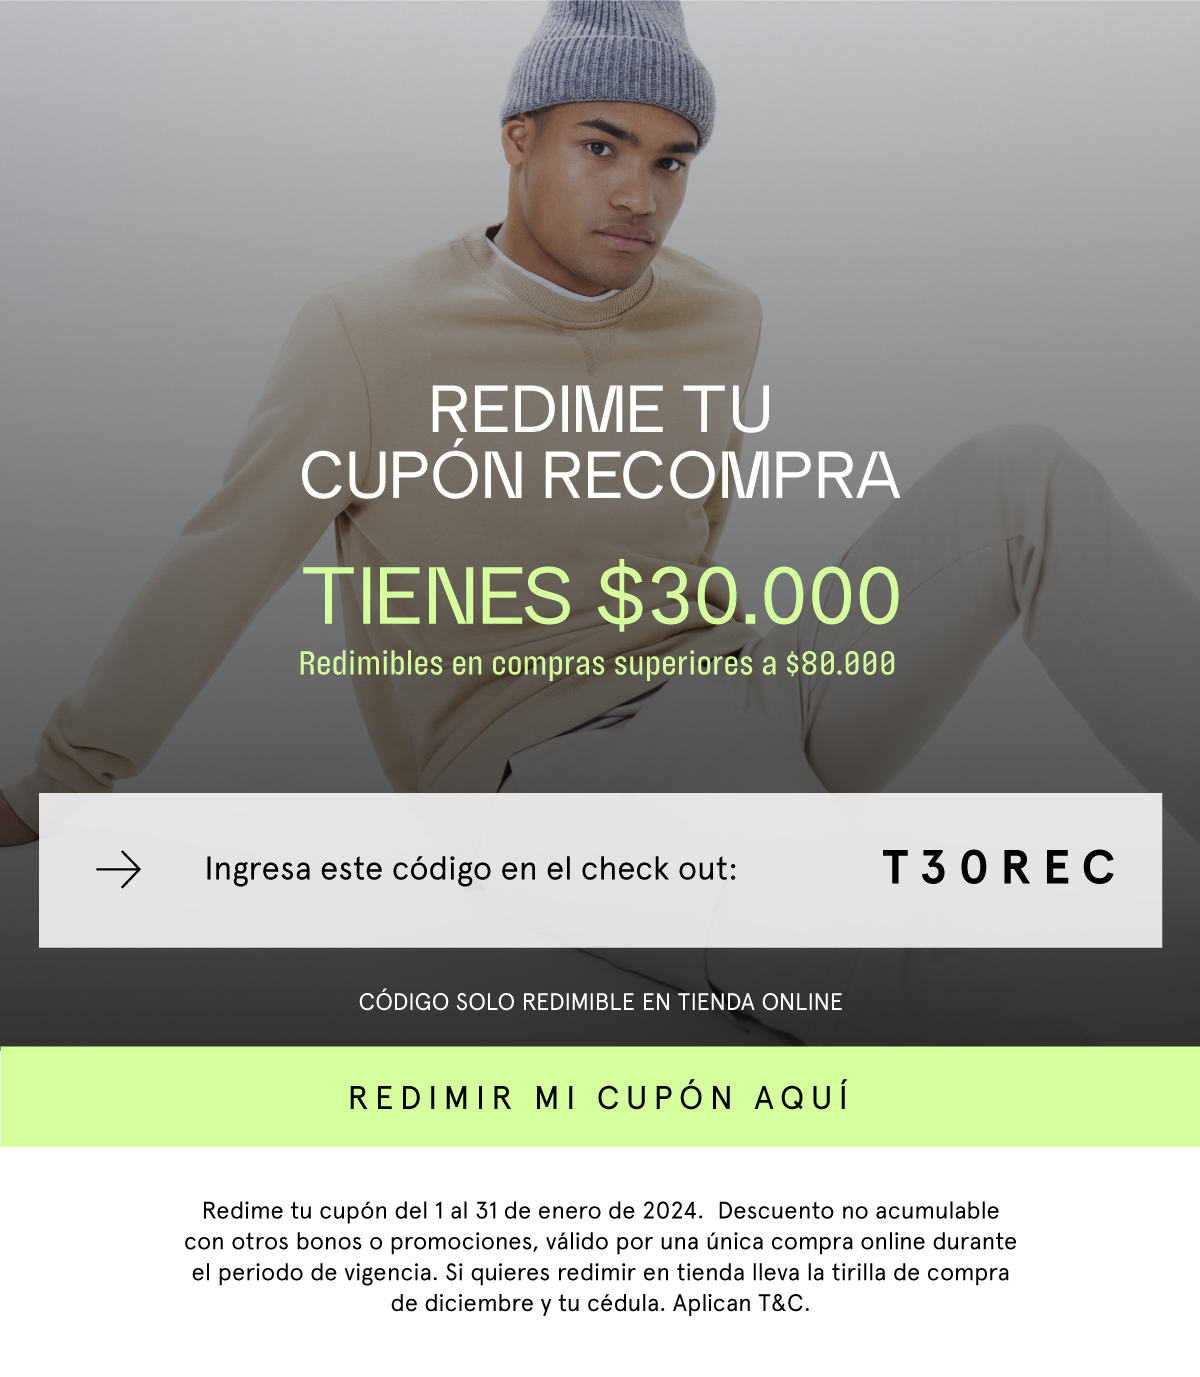 REDIME TU
CUPÓN RECOMPRA
TIENES $30.000
Redimibles en compras superiores a $80.000
Ingresa este código en el check out: T30REC
CÓDIGO SOLO REDIMIBLE EN TIENDA ONLINE
REDIMIR MI CUPÓN AQUÍ
Redime tu cupón del 1 al 31 de enero de 2024. Descuento no acumulable
con otros bonos o promociones, válido por una única compra online durante
el periodo de vigencia. Si quieres redimir en tienda lleva la tirilla de compra
de diciembre y tu cédula. Aplican T&C.